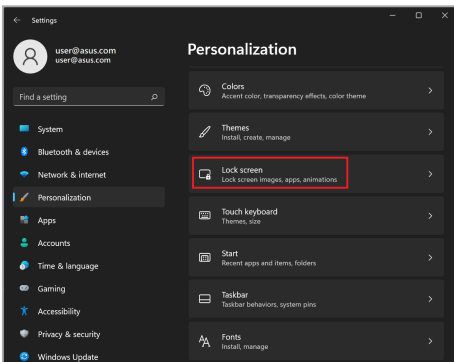 Settings
user@asus.com
user@asus.com
Find a setting
System
Bluetooth & devices
Network & internet
Personalization
Apps
Accounts
Time & language
Gaming
Accessibility
Privacy & security
Windows Update
Personalization
Colors
Accent color, transparency effects, color theme
Themes
Install, create, manage
Lock screen
Lock screen images, apps, animations
Touch keyboard
Themes, size
Start
Recent apps and items, folders
Taskbar
Taskbar behaviors, system pins
Fonts
Install, manage